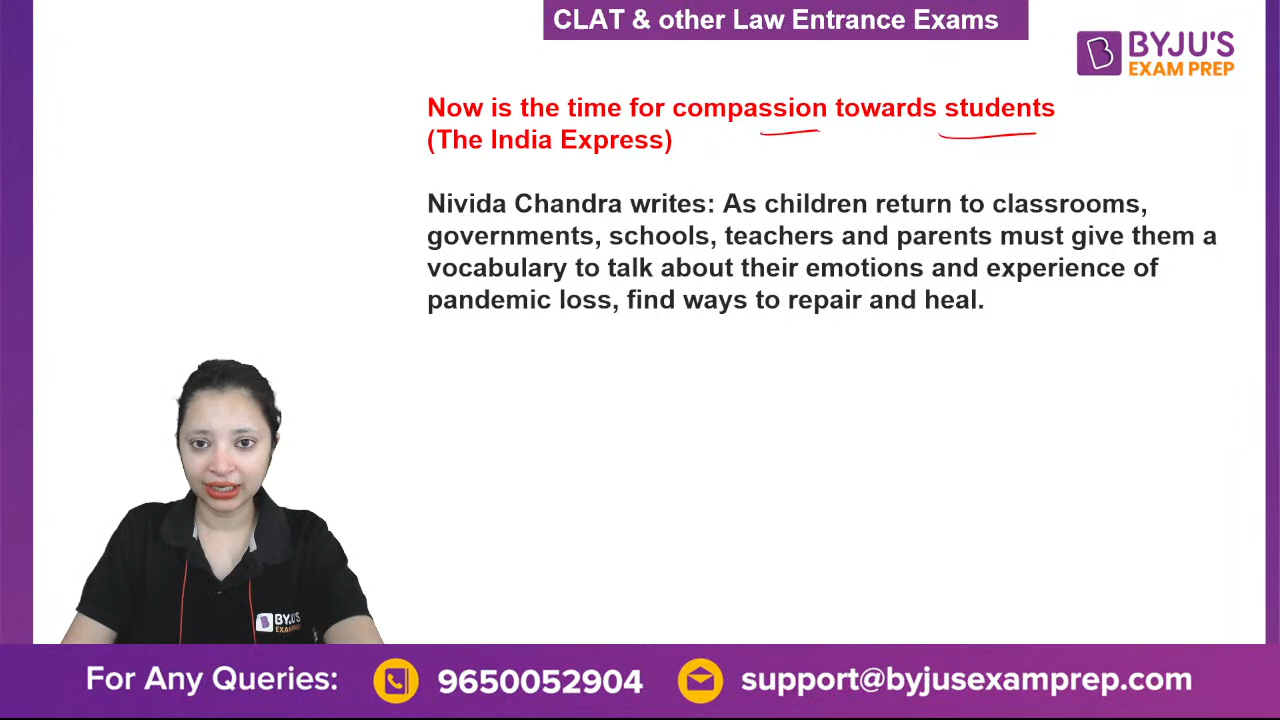 CLAT & other Law Entrance Exams
BYJU'S
EXAM PREP
Now is the time for compassion towards students
(The India Express)
Nivida Chandra writes: As children return to classrooms,
governments, schools, teachers and parents must give them a
vocabulary to talk about their emotions and experience of
pandemic loss, find ways to repair and heal.
BYJU'S
EXAM PREP
For Any Queries: 9650052904 support@byjusexamprep.com